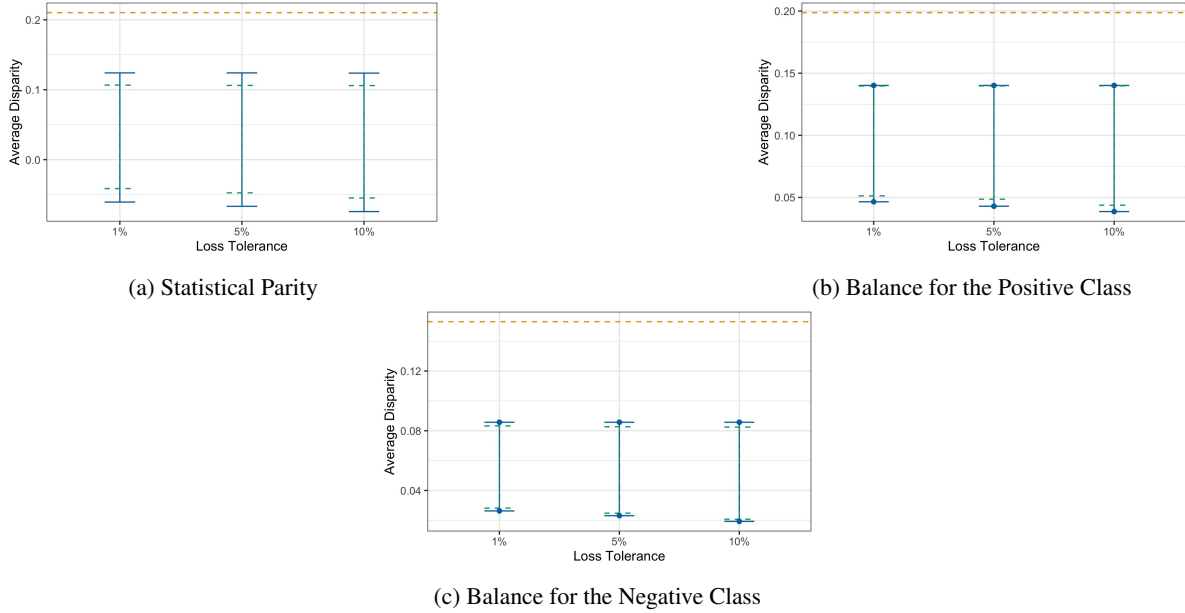 0.2
0.1
0.0
Average Disparity
1% 5% 10%
Loss Tolerance
(a) Statistical Parity
0.20
0.15
0.10
0.05
Average Disparity
1% 5% 10%
Loss Tolerance
(b) Balance for the Positive Class
0.12
0.08
0.04
Average Disparity
1% 5% 10%
Loss Tolerance
(c) Balance for the Negative Class